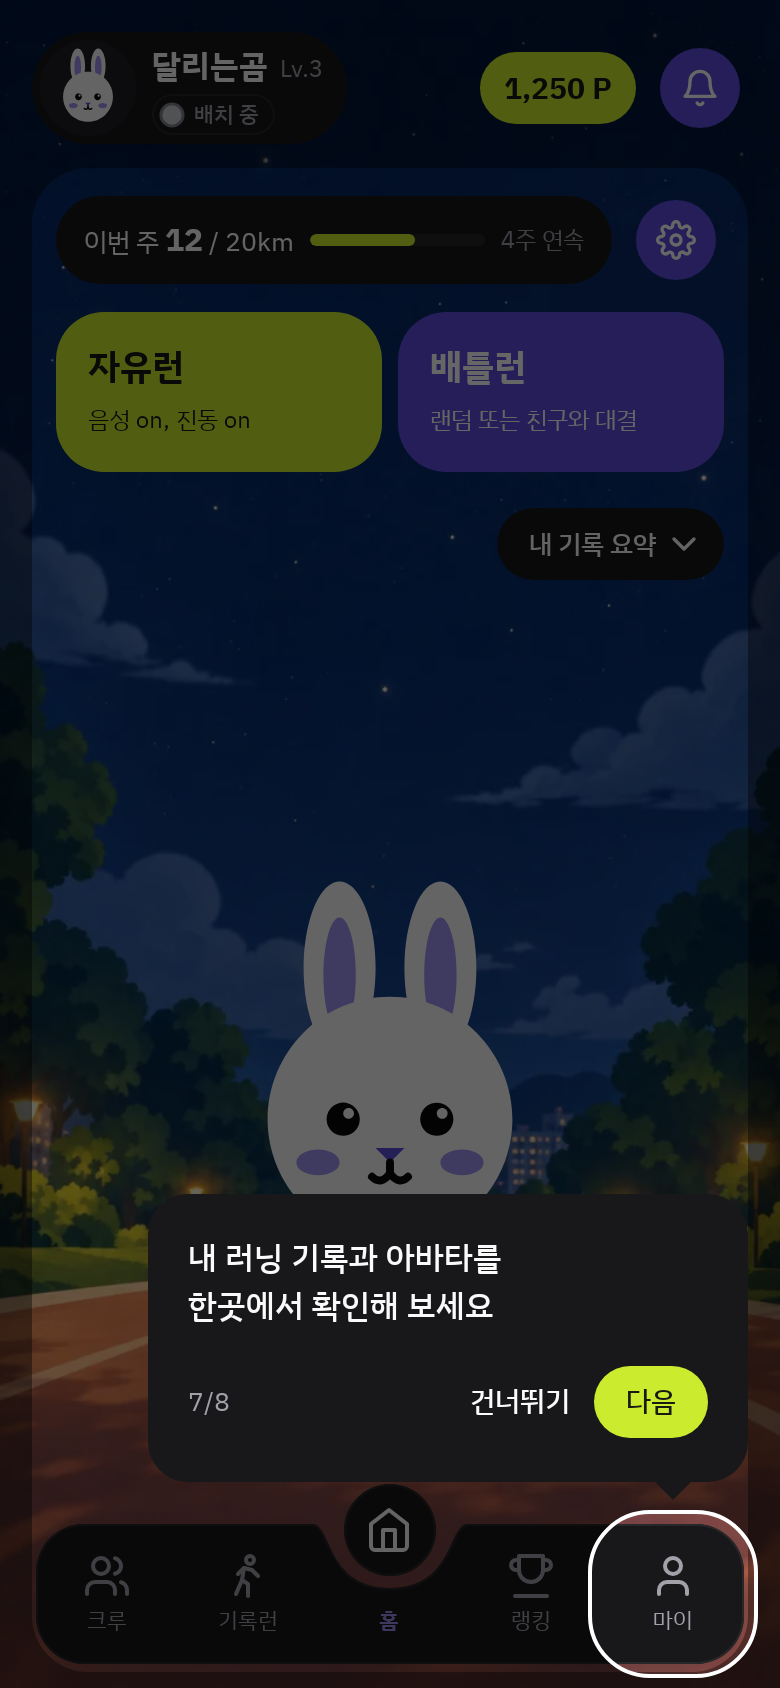 달리는곰 Lv.3
배치 중
1,250 P
이번 주 12 / 20km
4주 연속
자유런
음성 on, 진동 on
배틀런
랜덤 또는 친구와 대결
내 기록 요약
내 러닝 기록과 아바타를
한곳에서 확인해 보세요
7/8
건너뛰기
다음
크루
기록런
홈
랭킹
마이